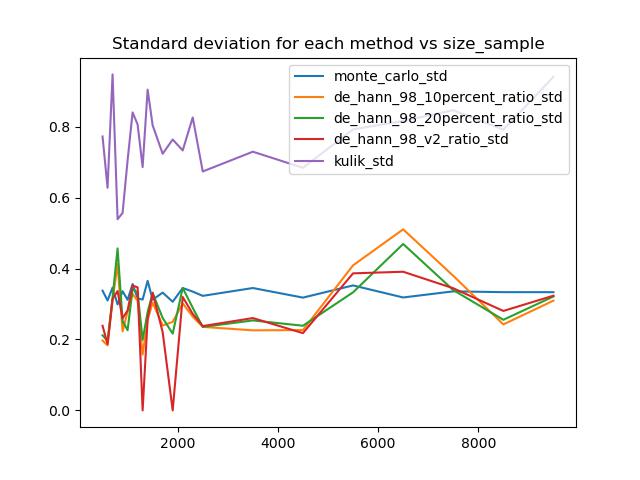 Standard deviation for each method vs size_sample
monte_carlo_std
de_hann_98_10percent_ratio_std
de_hann_98_20percent_ratio_std
de_hann_98_v2_ratio_std
kulik_std
0.8
0.6
0.4
0.2
0.0
2000 4000 6000 8000